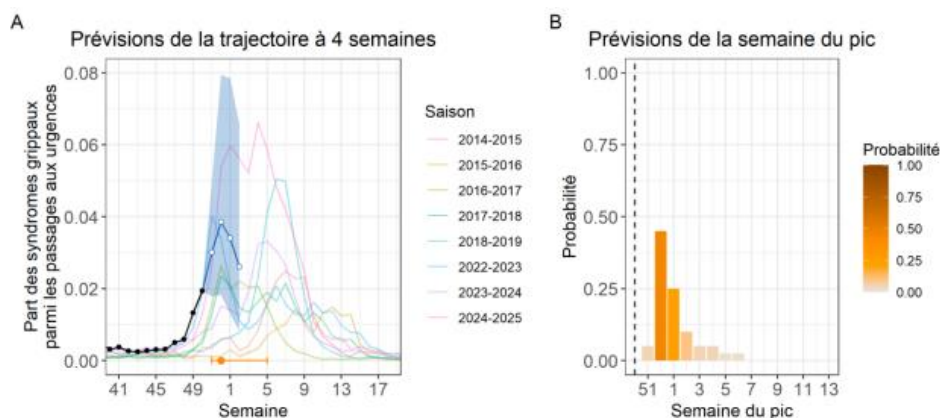 A
Prévisions de la trajectoire à 4 semaines
Part des syndromes grippaux
parmi les passages aux urgences
0.08
0.06
0.04
0.02
0.00
41 45 49 1 5 9 13 17
Semaine
Saison
2014-2015
2015-2016
2016-2017
2017-2018
2018-2019
2022-2023
2023-2024
2024-2025
B
Prévisions de la semaine du pic
Probabilité
1.00
0.75
0.50
0.25
0.00
51 1 3 5 7 9 11 13
Semaine du pic
Probabilité
1.00
0.75
0.50
0.25
0.00